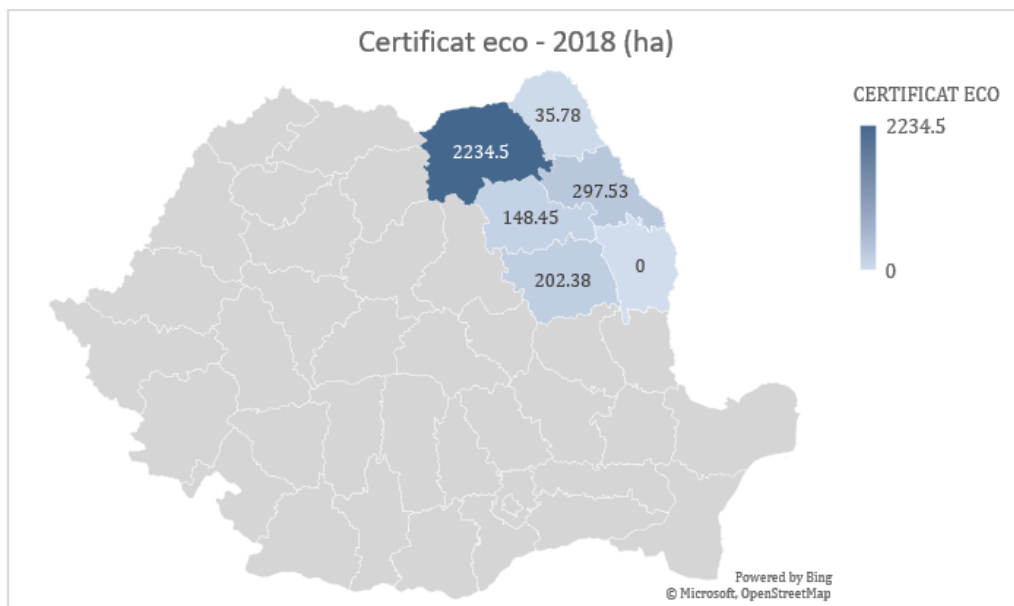 Certificat eco - 2018 (ha)
35.78
CERTIFICAT ECO
2234.5
2234.5
297.53
148.45
0
202.38
0
Powered by Bing
© Microsoft, OpenStreetMap